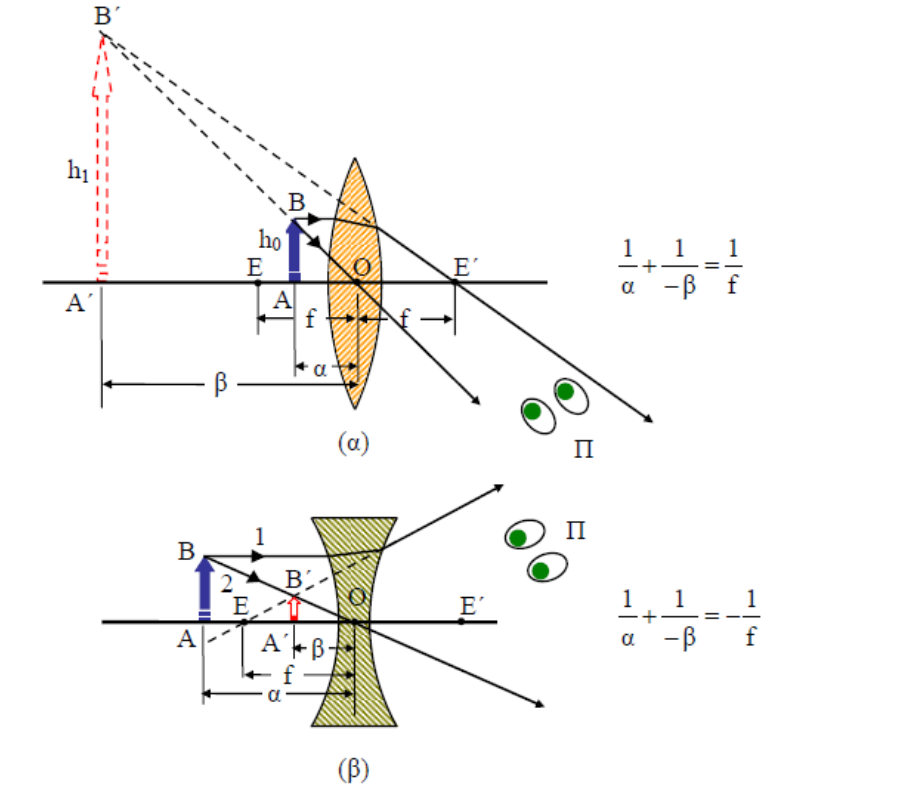 B´
h₁
B
h₀
E
O
E´
A´
A
f
f
α
β
1/α + 1/-β = 1/f
Π
(α)
1
B
2
B´
Π
E
O
E´
A
A´
β
f
α
1/α + 1/-β = -1/f
(β)